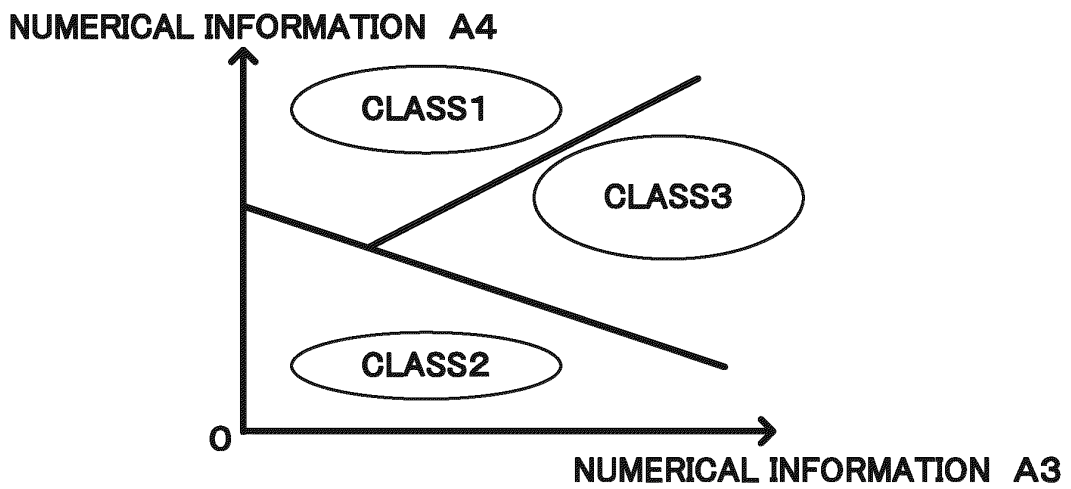 NUMERICAL INFORMATION A4
CLASS1
CLASS3
CLASS2
0
NUMERICAL INFORMATION A3